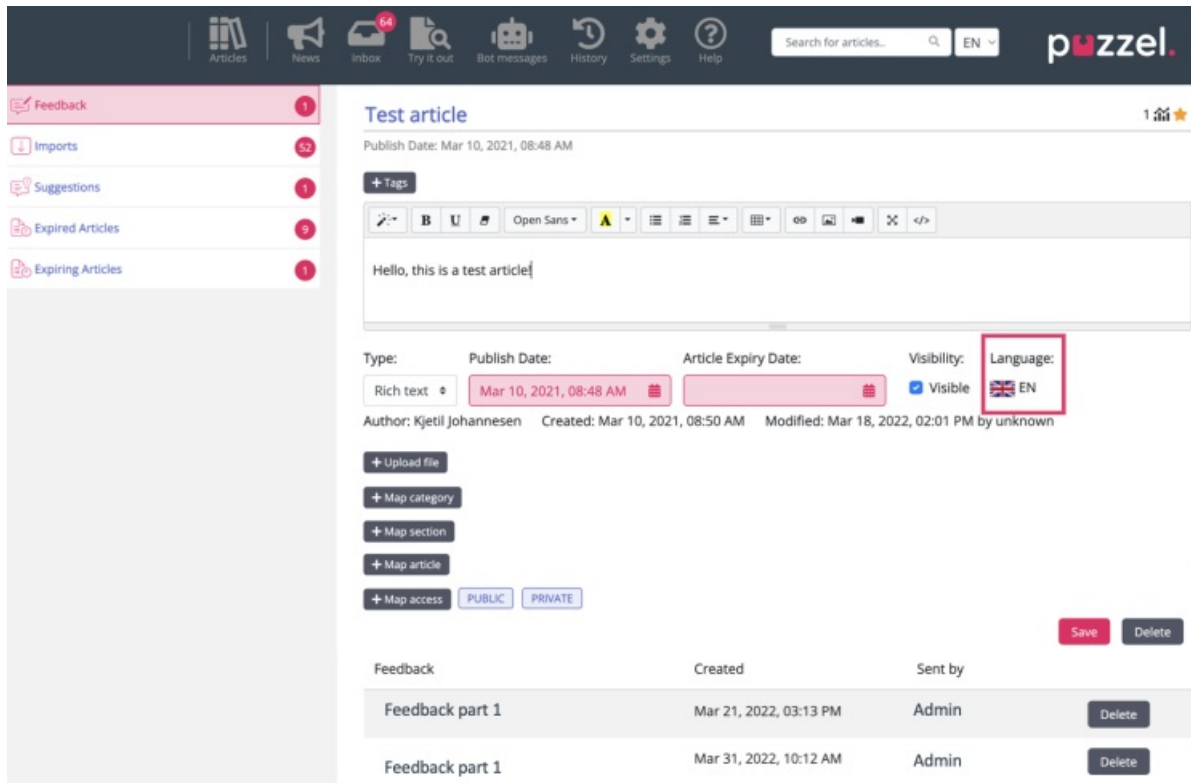 64
Articles
News
Inbox
Try it out
Bot messages
History
Settings
Help
Search for articles..
EN
puzzel.
Feedback 1
Imports 52
Suggestions 1
Expired Articles 9
Expiring Articles 1
Test article
1
Publish Date: Mar 10, 2021, 08:48 AM
+ Tags
B U Open Sans A </>
Hello, this is a test article!
Type: Publish Date: Article Expiry Date: Visibility: Language:
Rich text Mar 10, 2021, 08:48 AM Visible EN
Author: Kjetil Johannesen Created: Mar 10, 2021, 08:50 AM Modified: Mar 18, 2022, 02:01 PM by unknown
+ Upload file
+ Map category
+ Map section
+ Map article
+ Map access PUBLIC PRIVATE
Save Delete
Feedback Created Sent by
Feedback part 1 Mar 21, 2022, 03:13 PM Admin Delete
Feedback part 1 Mar 31, 2022, 10:12 AM Admin Delete